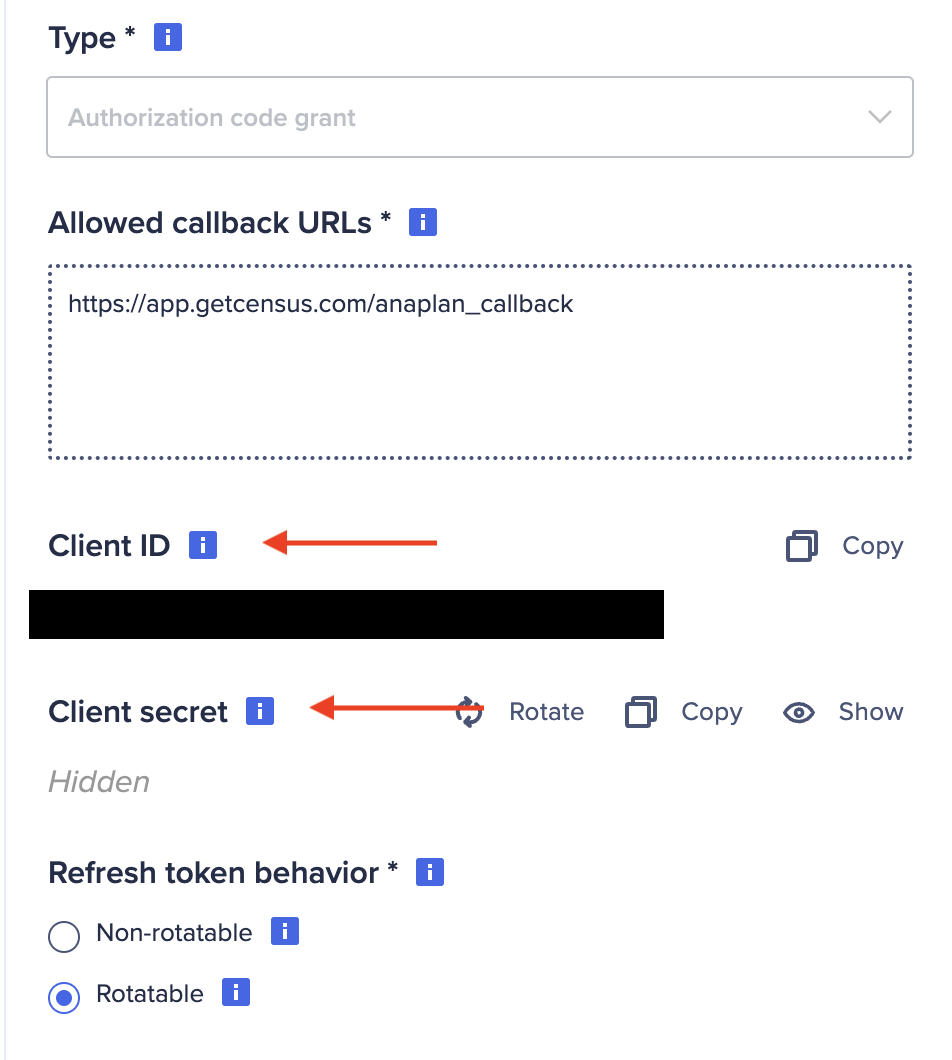 Type * i
Authorization code grant
Allowed callback URLs * i
https://app.getcensus.com/anaplan_callback
Client ID i Copy
Client secret i Rotate Copy Show
Hidden
Refresh token behavior * i
Non-rotatable i
Rotatable i